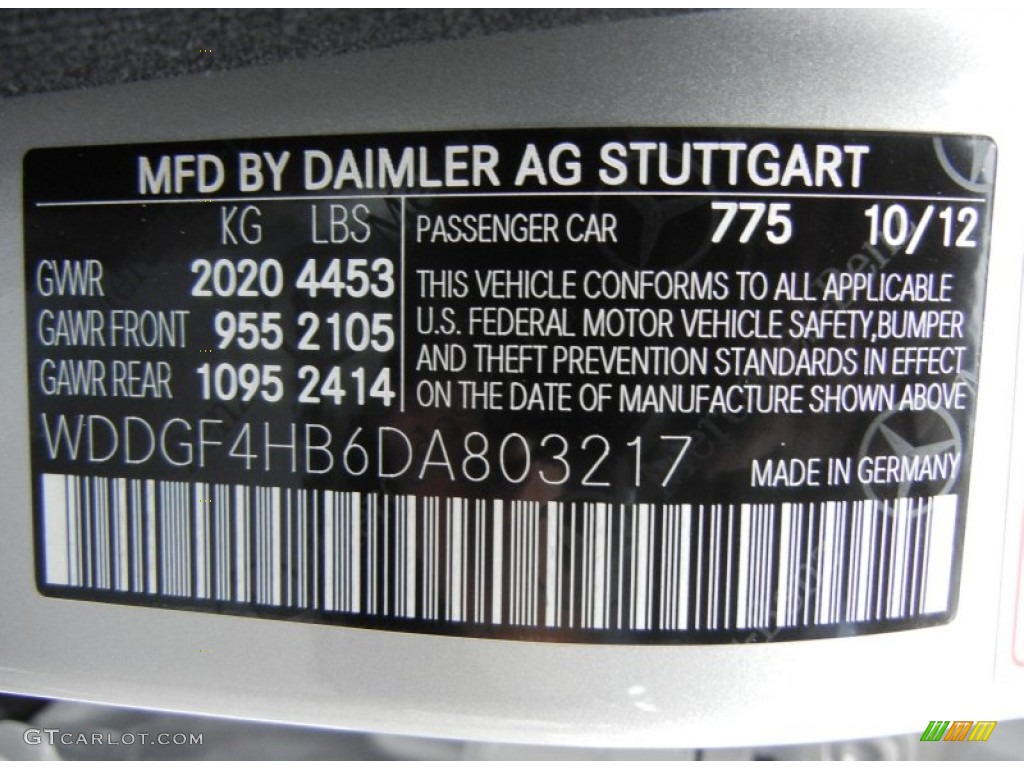 MFD BY DAIMLER AG STUTTGART
KG LBS
GVWR 2020 4453
GAWR FRONT 955 2105
GAWR REAR 1095 2414
PASSENGER CAR 775 10/12
THIS VEHICLE CONFORMS TO ALL APPLICABLE
U.S. FEDERAL MOTOR VEHICLE SAFETY,BUMPER
AND THEFT PREVENTION STANDARDS IN EFFECT
ON THE DATE OF MANUFACTURE SHOWN ABOVE
WDDGF4HB6DA803217
MADE IN GERMANY
GTCARLOT.COM